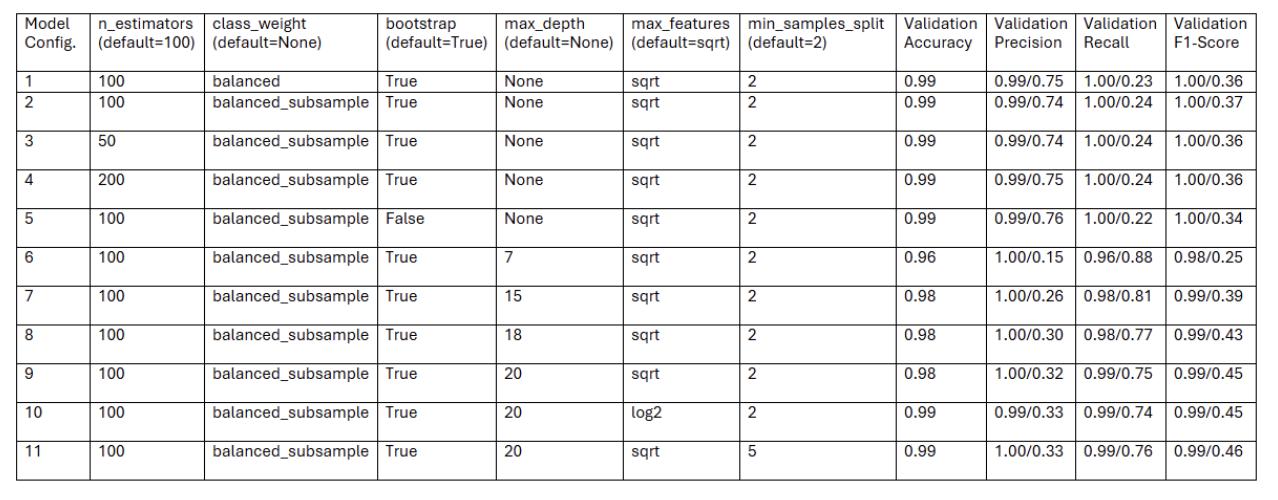 Model Config. n_estimators (default=100) class_weight (default=None) bootstrap (default=True) max_depth (default=None) max_features (default=sqrt) min_samples_split (default=2) Validation Accuracy Validation Precision Validation Recall Validation F1-Score
1 100 balanced True None sqrt 2 0.99 0.99/0.75 1.00/0.23 1.00/0.36
2 100 balanced_subsample True None sqrt 2 0.99 0.99/0.74 1.00/0.24 1.00/0.37
3 50 balanced_subsample True None sqrt 2 0.99 0.99/0.74 1.00/0.24 1.00/0.36
4 200 balanced_subsample True None sqrt 2 0.99 0.99/0.75 1.00/0.24 1.00/0.36
5 100 balanced_subsample False None sqrt 2 0.99 0.99/0.76 1.00/0.22 1.00/0.34
6 100 balanced_subsample True 7 sqrt 2 0.96 1.00/0.15 0.96/0.88 0.98/0.25
7 100 balanced_subsample True 15 sqrt 2 0.98 1.00/0.26 0.98/0.81 0.99/0.39
8 100 balanced_subsample True 18 sqrt 2 0.98 1.00/0.30 0.98/0.77 0.99/0.43
9 100 balanced_subsample True 20 sqrt 2 0.98 1.00/0.32 0.99/0.75 0.99/0.45
10 100 balanced_subsample True 20 log2 2 0.99 0.99/0.33 0.99/0.74 0.99/0.45
11 100 balanced_subsample True 20 sqrt 5 0.99 1.00/0.33 0.99/0.76 0.99/0.46